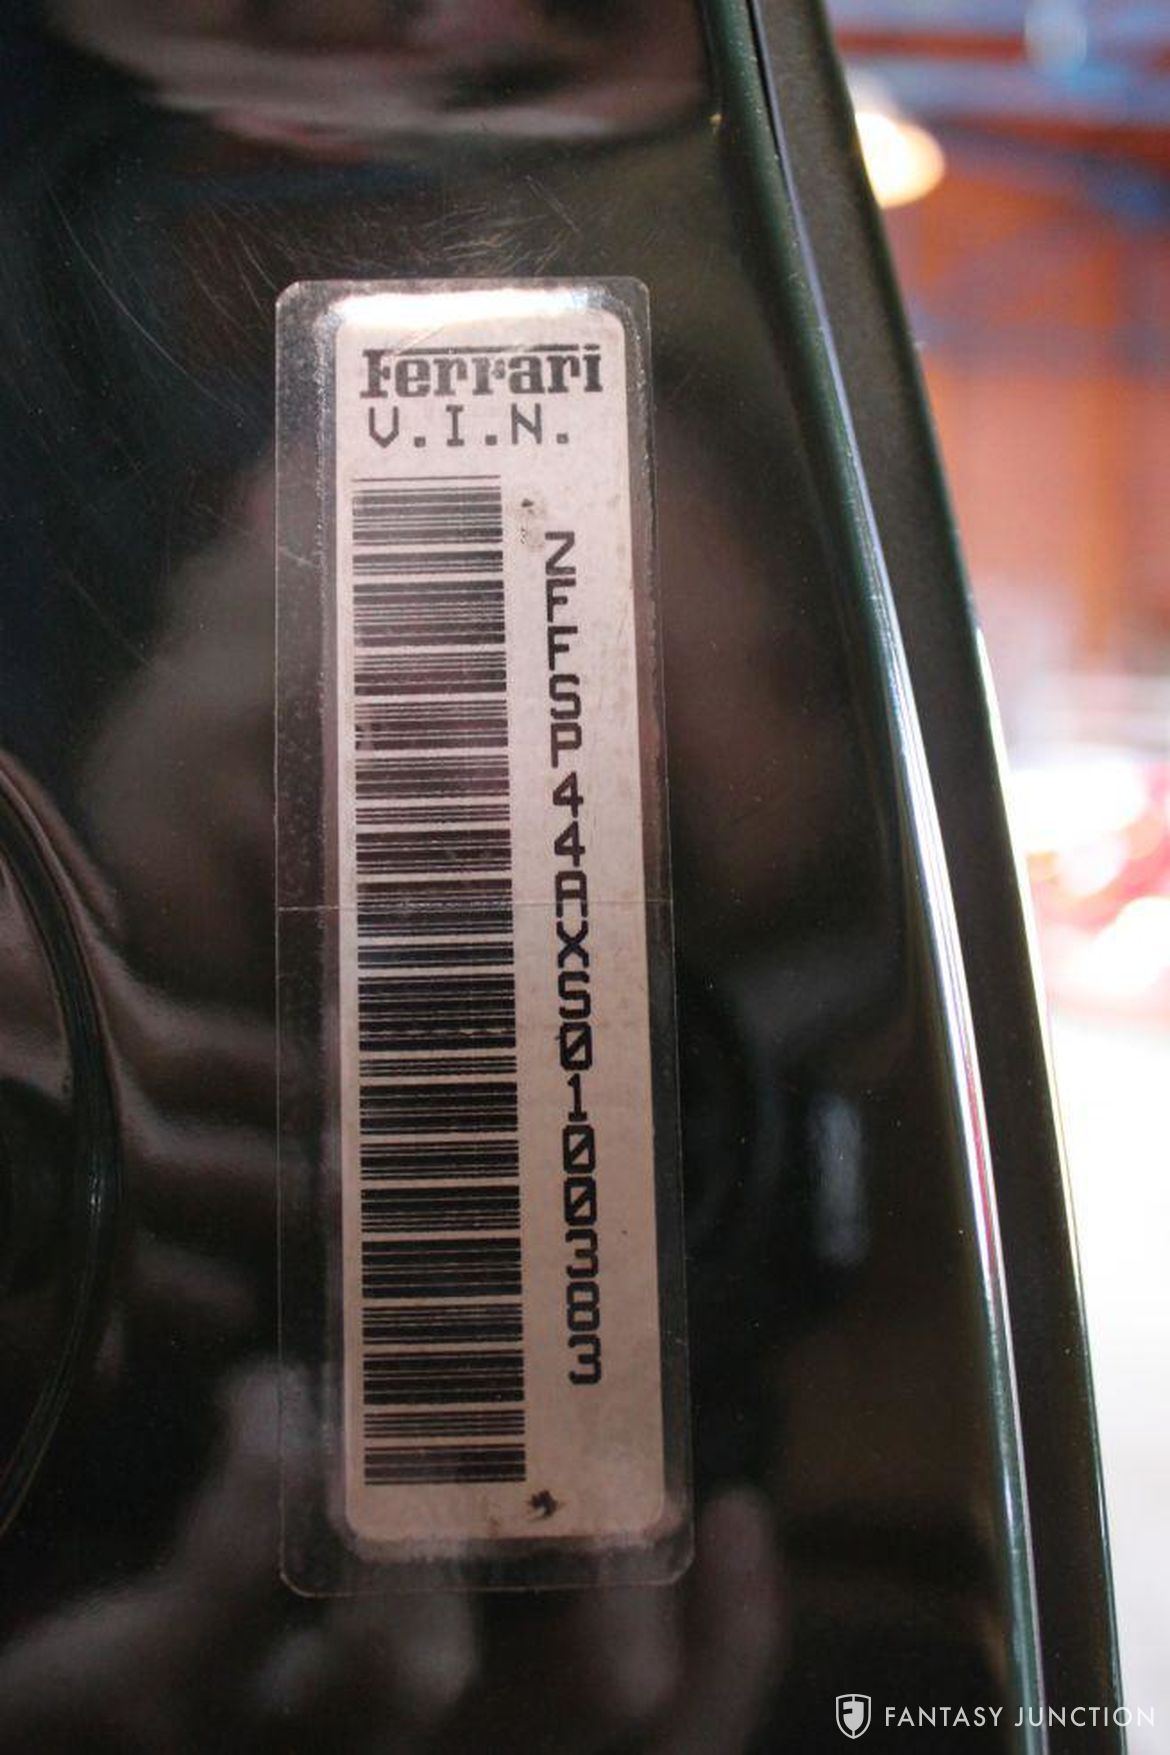 Ferrari
V.I.N.
ZFFSP44AXS0100383
FANTASY JUNCTION